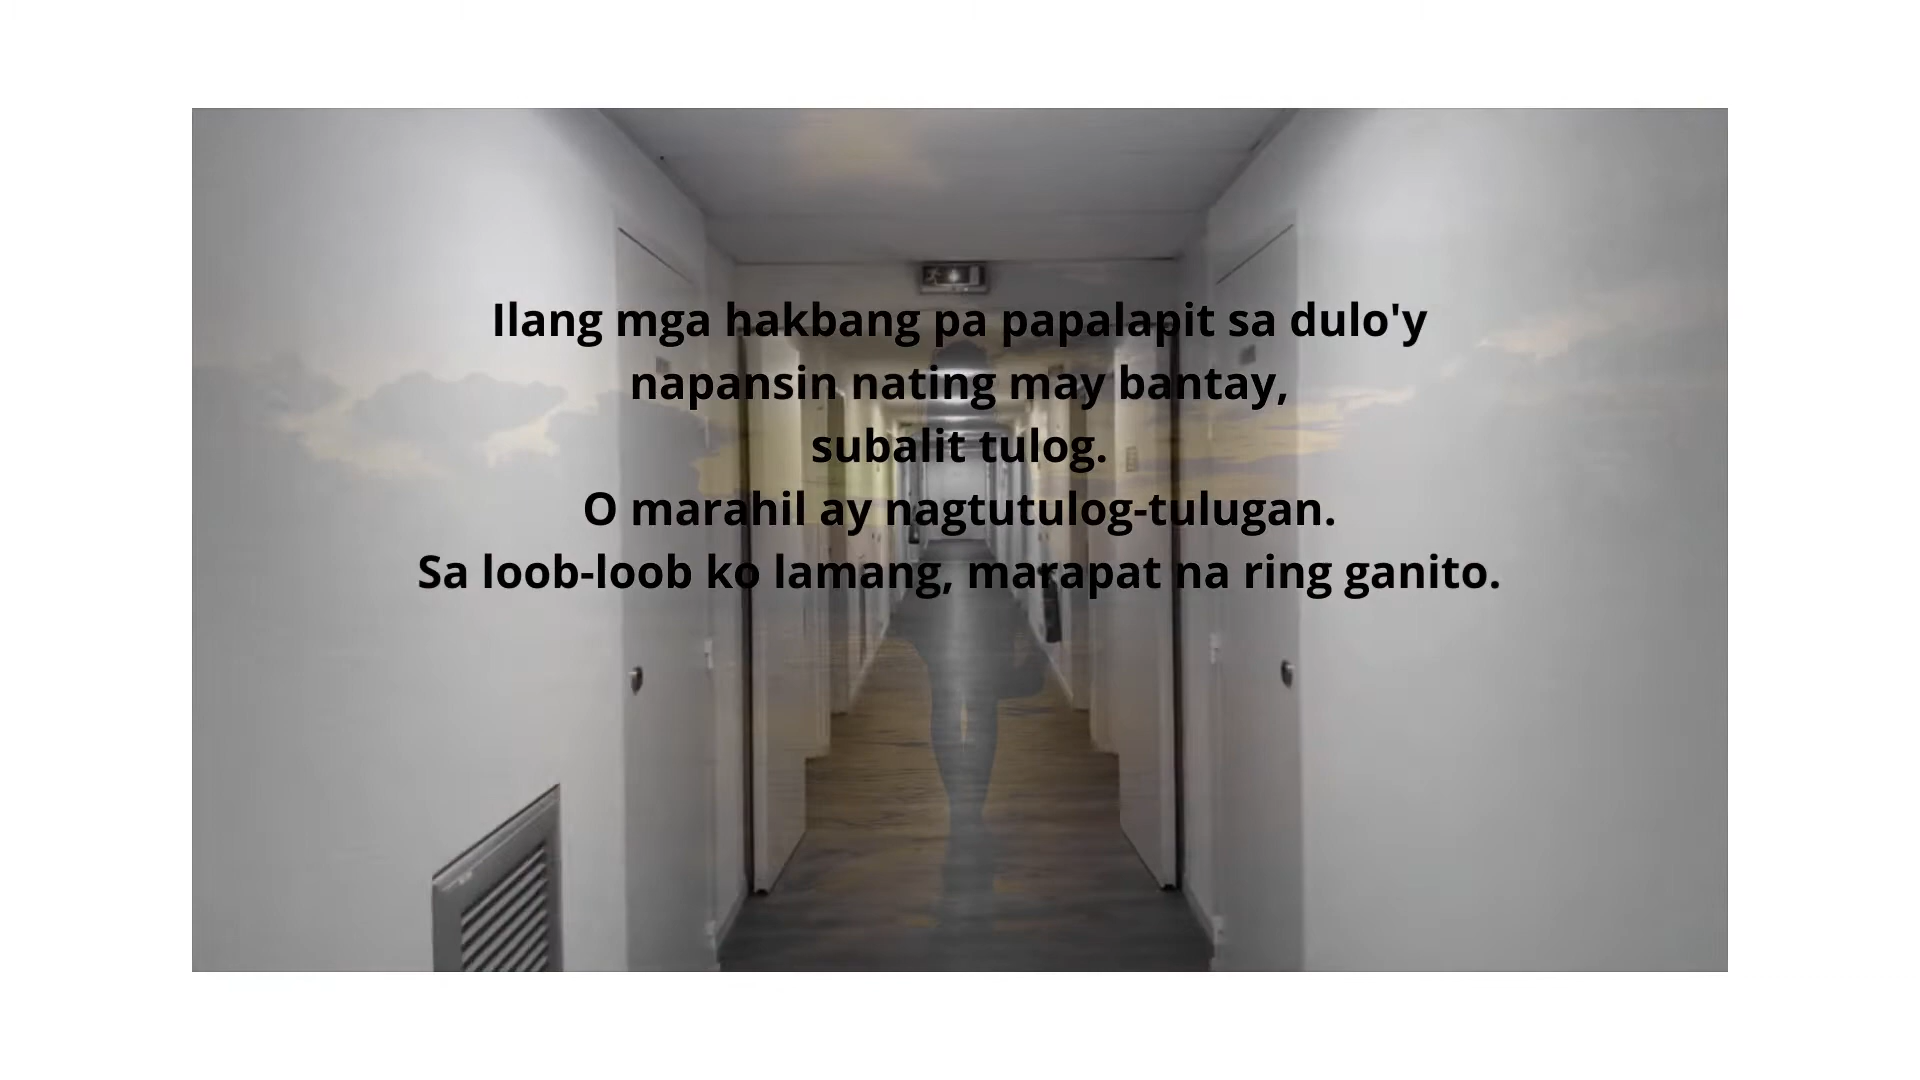 Ilang mga hakbang pa papalapit sa dulo'y
napansin nating may bantay,
subalit tulog.
O marahil ay nagtutulog-tulugan.
Sa loob-loob ko lamang, marapat na ring ganito.